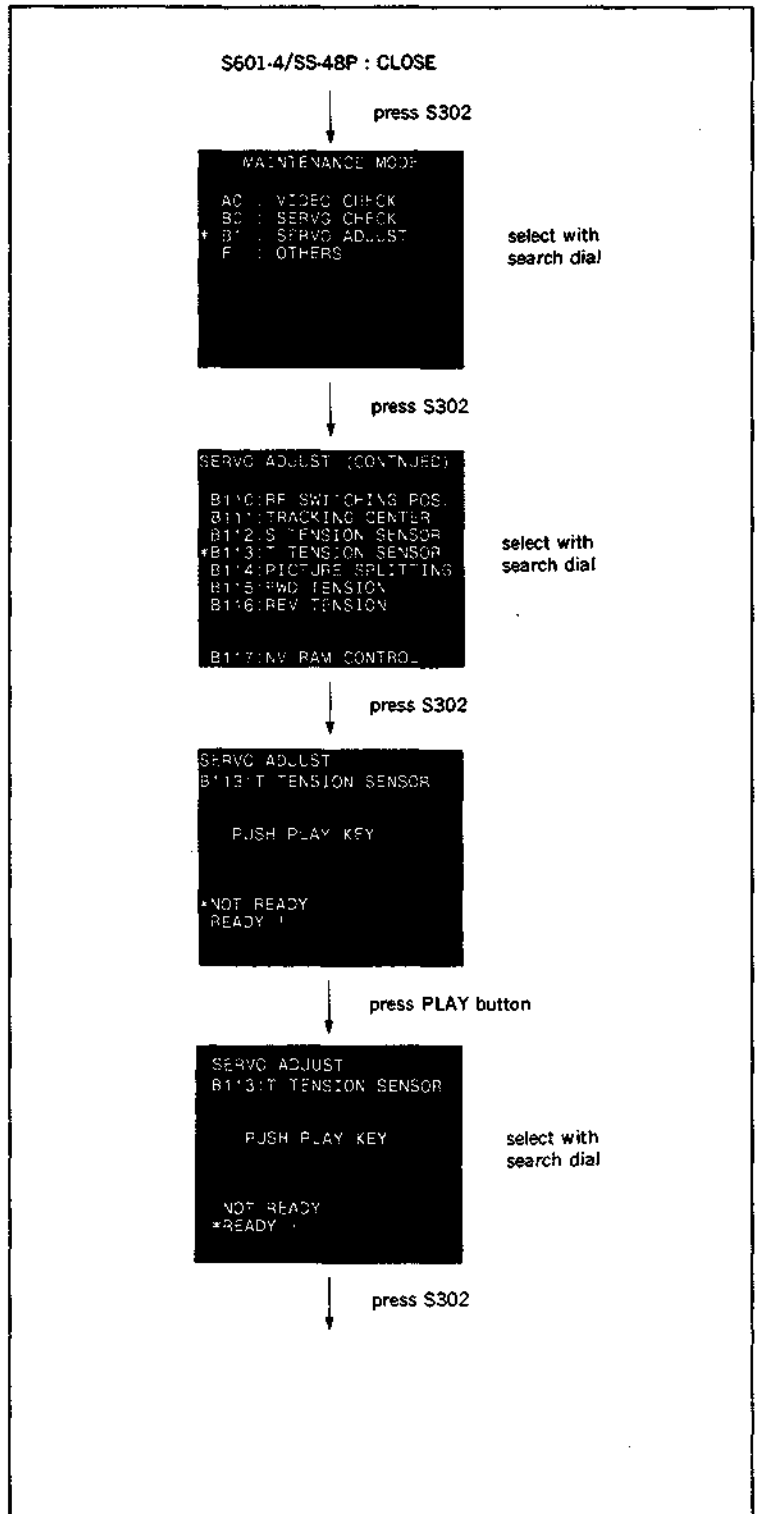 S601-4/SS-48P : CLOSE
press S302
MAINTENANCE MODE
A0 : VIDEO CHECK
B0 : SERVO CHECK
* B1 : SERVO ADJUST
F : OTHERS
select with
search dial
press S302
SERVO ADJUST (CONTNUED)
B110:RF SWITCHING POS.
B111:TRACKING CENTER
B112:S TENSION SENSOR
*B113:T TENSION SENSOR
B114:PICTURE SPLITTING
B115:FWD TENSION
B116:REV TENSION
B117:NV RAM CONTROL
select with
search dial
press S302
SERVO ADJUST
B113:T TENSION SENSOR
PUSH PLAY KEY
*NOT READY
READY !
press PLAY button
SERVO ADJUST
B113:T TENSION SENSOR
PUSH PLAY KEY
NOT READY
*READY !
select with
search dial
press S302